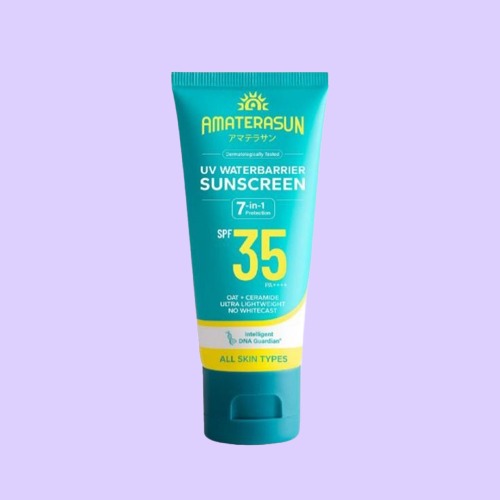 AMATERASUN
アマテラサン
Dermatologically Tested
UV WATERBARRIER
SUNSCREEN
7-in-1
Protection
SPF 35
PA++++
OAT + CERAMIDE
ULTRA LIGHTWEIGHT
NO WHITECAST
Intelligent
DNA Guardian®
ALL SKIN TYPES